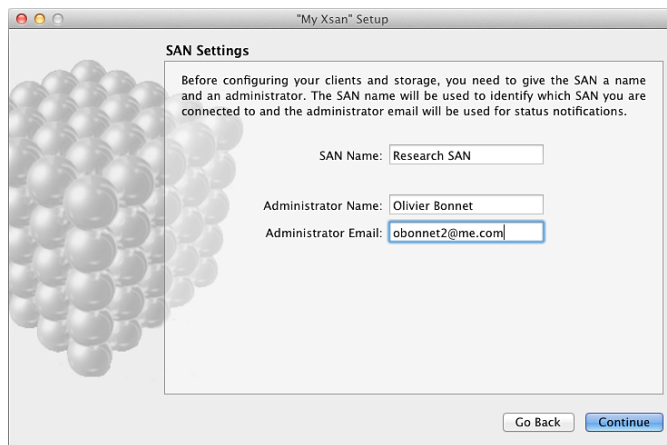 "My Xsan" Setup
SAN Settings
Before configuring your clients and storage, you need to give the SAN a name
and an administrator. The SAN name will be used to identify which SAN you are
connected to and the administrator email will be used for status notifications.
SAN Name: Research SAN
Administrator Name: Olivier Bonnet
Administrator Email: obonnet2@me.com
Go Back Continue